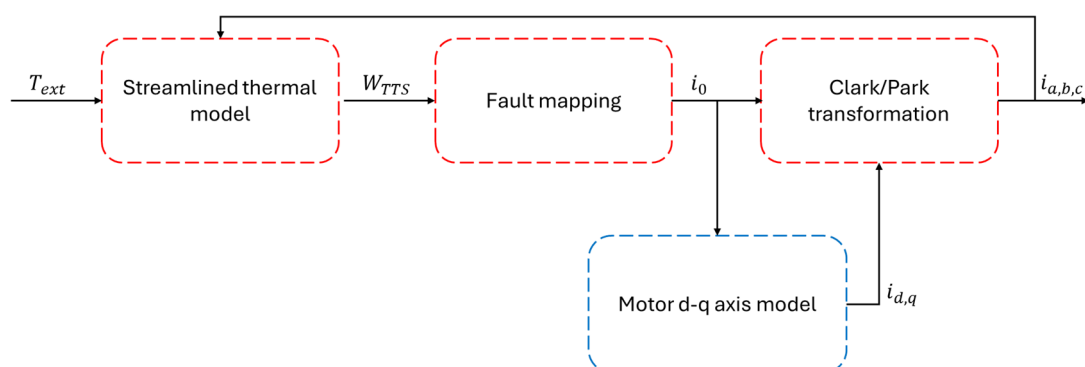 T_ext
Streamlined thermal
model
W_TTS
Fault mapping
i_0
Clark/Park
transformation
i_a,b,c
Motor d-q axis model
i_d,q